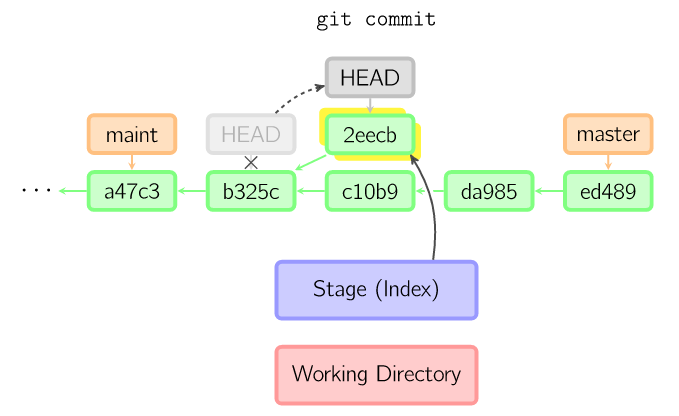 git commit
HEAD
maint
HEAD
2eecb
master
...
a47c3
b325c
c10b9
da985
ed489
Stage (Index)
Working Directory